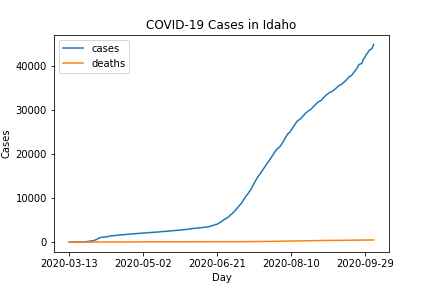 COVID-19 Cases in Idaho
cases
deaths
40000
30000
20000
10000
0
Cases
2020-03-13 2020-05-02 2020-06-21 2020-08-10 2020-09-29
Day